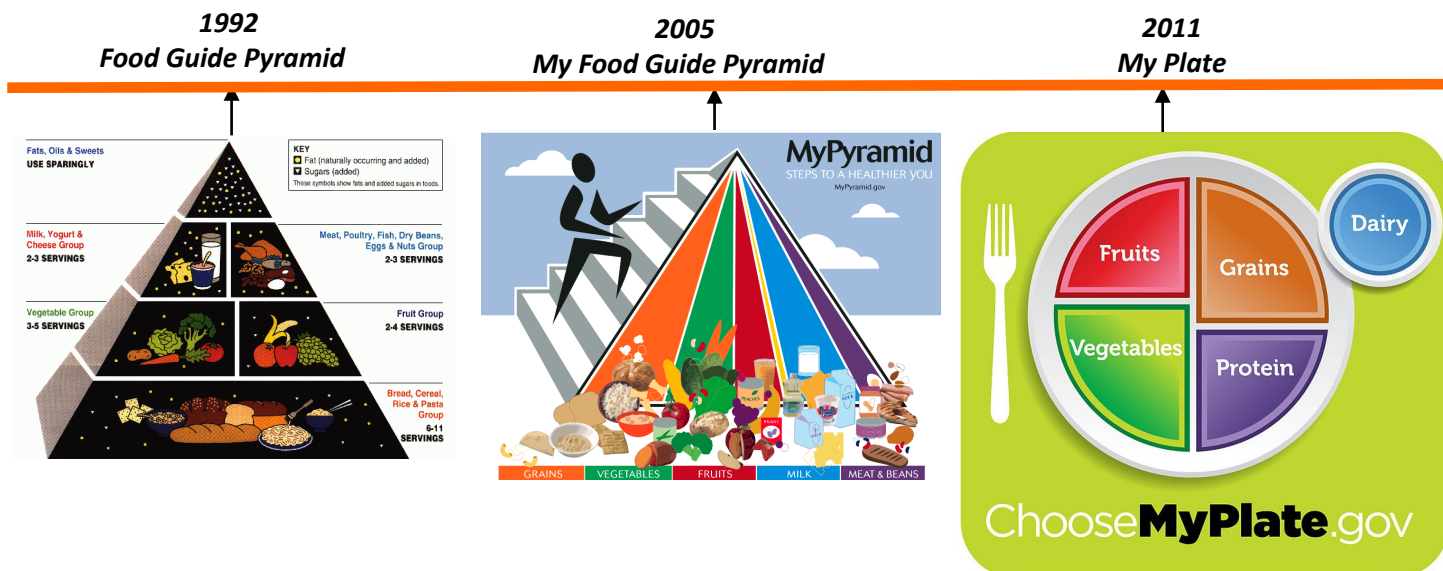 1992
Food Guide Pyramid
2005
My Food Guide Pyramid
2011
My Plate
Fats, Oils & Sweets
USE SPARINGLY
KEY
Fat (naturally occurring and added)
Sugars (added)
These symbols show fats and added sugars in foods.
Milk, Yogurt &
Cheese Group
2-3 SERVINGS
Meat, Poultry, Fish, Dry Beans,
Eggs & Nuts Group
2-3 SERVINGS
Vegetable Group
3-5 SERVINGS
Fruit Group
2-4 SERVINGS
Bread, Cereal,
Rice & Pasta
Group
6-11
SERVINGS
MyPyramid
STEPS TO A HEALTHIER YOU
MyPyramid.gov
PEACHES
MILK
GRAINS
VEGETABLES
FRUITS
MILK
MEAT & BEANS
Fruits
Grains
Dairy
Vegetables
Protein
ChooseMyPlate.gov